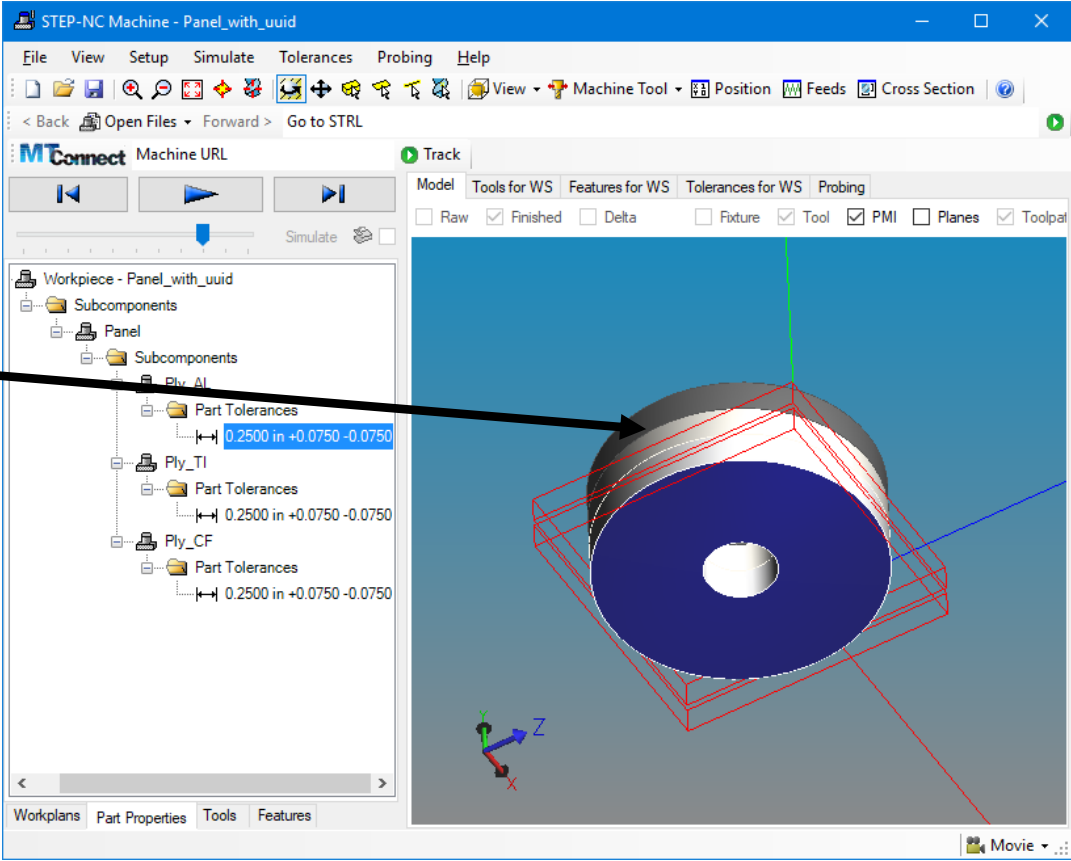 STEP-NC Machine - Panel_with_uuid
File View Setup Simulate Tolerances Probing Help
View Machine Tool Position Feeds Cross Section
< Back Open Files Forward > Go to STRL
MTConnect Machine URL Track
Model Tools for WS Features for WS Tolerances for WS Probing
Raw Finished Delta Fixture Tool PMI Planes Toolpat
Simulate
Workpiece - Panel_with_uuid
Subcomponents
Panel
Subcomponents
Ply_AL
Part Tolerances
0.2500 in +0.0750 -0.0750
Ply_TI
Part Tolerances
0.2500 in +0.0750 -0.0750
Ply_CF
Part Tolerances
0.2500 in +0.0750 -0.0750
Y
Z
X
Workplans Part Properties Tools Features
Movie